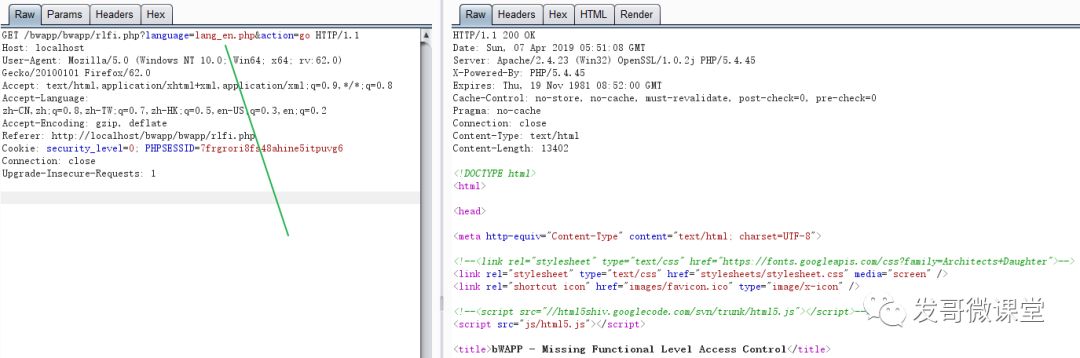 Raw Params Headers Hex
GET /bwapp/bwapp/rlfi.php?language=lang_en.php&action=go HTTP/1.1
Host: localhost
User-Agent: Mozilla/5.0 (Windows NT 10.0; Win64; x64; rv:62.0)
Gecko/20100101 Firefox/62.0
Accept: text/html,application/xhtml+xml,application/xml;q=0.9,*/*;q=0.8
Accept-Language:
zh-CN,zh;q=0.8,zh-TW;q=0.7,zh-HK;q=0.5,en-US;q=0.3,en;q=0.2
Accept-Encoding: gzip, deflate
Referer: http://localhost/bwapp/bwapp/rlfi.php
Cookie: security_level=0; PHPSESSID=7frgrori8fs48ahine5itpuvg6
Connection: close
Upgrade-Insecure-Requests: 1
Raw Headers Hex HTML Render
HTTP/1.1 200 OK
Date: Sun, 07 Apr 2019 05:51:08 GMT
Server: Apache/2.4.23 (Win32) OpenSSL/1.0.2j PHP/5.4.45
X-Powered-By: PHP/5.4.45
Expires: Thu, 19 Nov 1981 08:52:00 GMT
Cache-Control: no-store, no-cache, must-revalidate, post-check=0, pre-check=0
Pragma: no-cache
Connection: close
Content-Type: text/html
Content-Length: 13402
<!DOCTYPE html>
<html>
<head>
<meta http-equiv="Content-Type" content="text/html; charset=UTF-8">
<!--<link rel="stylesheet" type="text/css" href="https://fonts.googleapis.com/css?family=Architects+Daughter">-->
<link rel="stylesheet" type="text/css" href="stylesheets/stylesheet.css" media="screen" />
<link rel="shortcut icon" href="images/favicon.ico" type="image/x-icon" />
<!--<script src="//html5shiv.googlecode.com/svn/trunk/html5.js"></script>-->
<script src="js/html5.js"></script>
<title>bWAPP - Missing Functional Level Access Control</title>
发哥微课堂